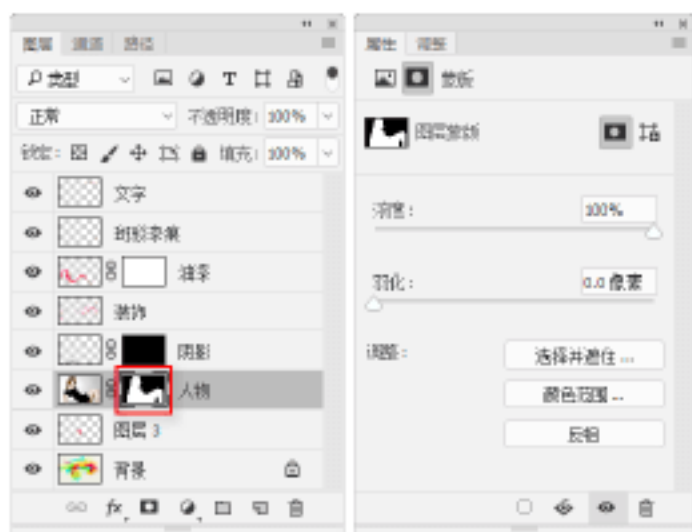 图层 通道 路径
类型
正常 不透明度: 100%
锁定: 填充: 100%
文字
油漆
装饰
阴影
人物
图层 3
背景
属性 调整
蒙版
图层蒙版
浓度: 100%
羽化: 0.0 像素
调整: 选择并遮住...
颜色范围...
反相